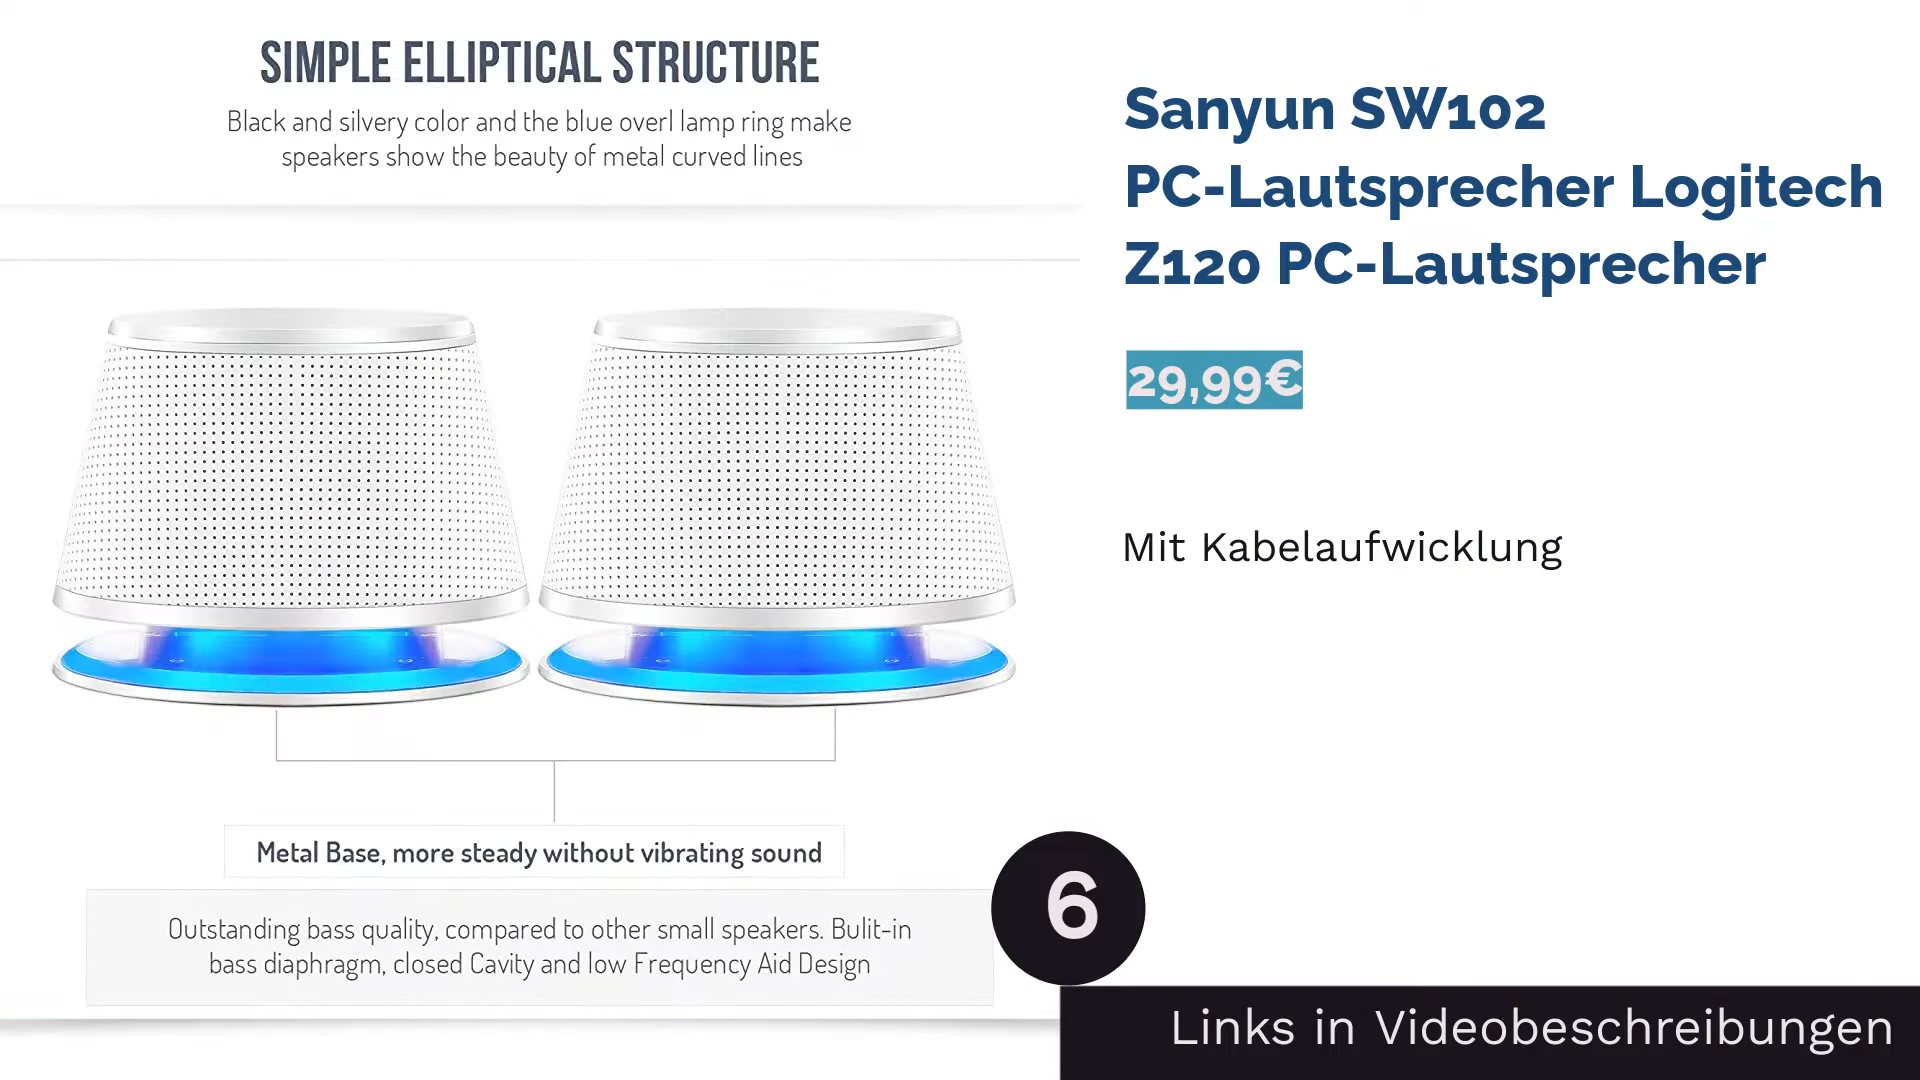 SIMPLE ELLIPTICAL STRUCTURE
Black and silvery color and the blue overl lamp ring make
speakers show the beauty of metal curved lines
Metal Base, more steady without vibrating sound
Outstanding bass quality, compared to other small speakers. Bulit-in
bass diaphragm, closed Cavity and low Frequency Aid Design
Sanyun SW102
PC-Lautsprecher Logitech
Z120 PC-Lautsprecher
29,99€
Mit Kabelaufwicklung
6
Links in Videobeschreibungen